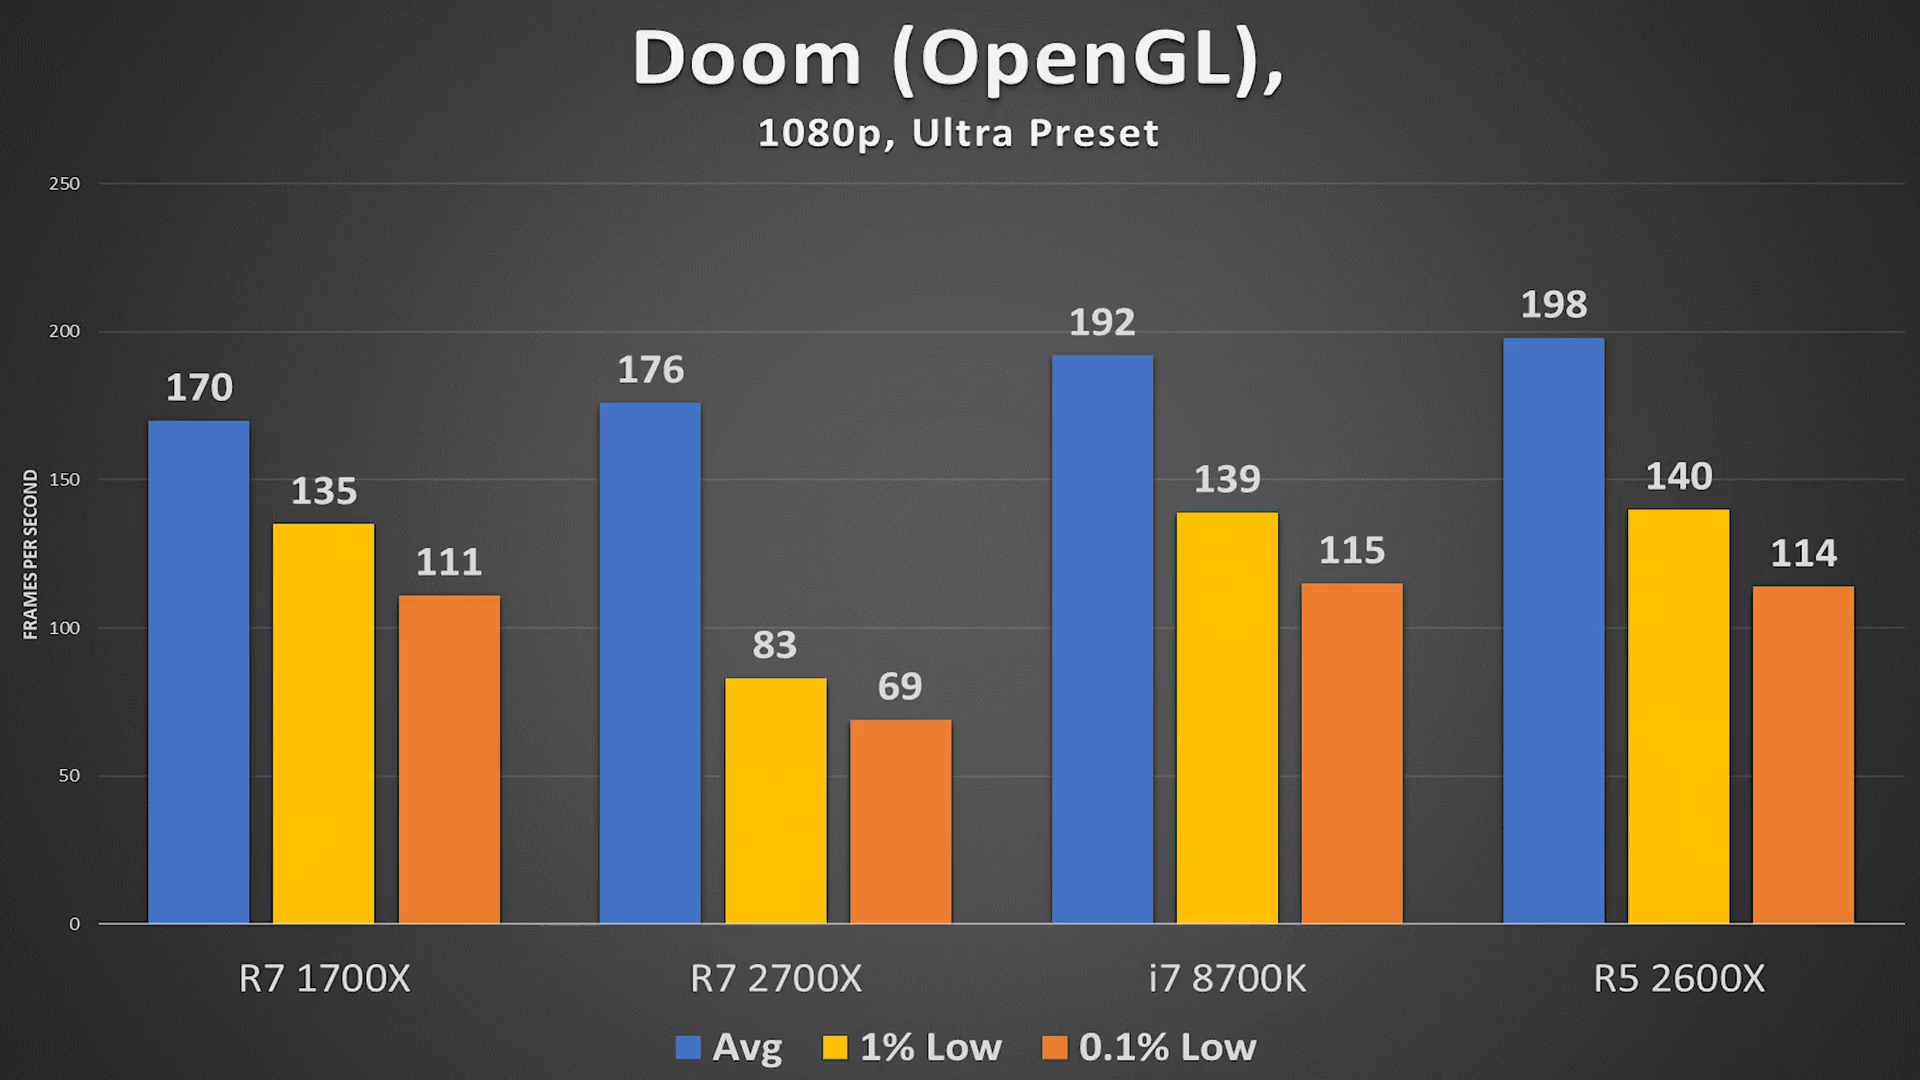 Doom (OpenGL),
1080p, Ultra Preset
250
200
150
100
50
0
FRAMES PER SECOND
170
135
111
176
83
69
192
139
115
198
140
114
R7 1700X
R7 2700X
i7 8700K
R5 2600X
Avg
1% Low
0.1% Low